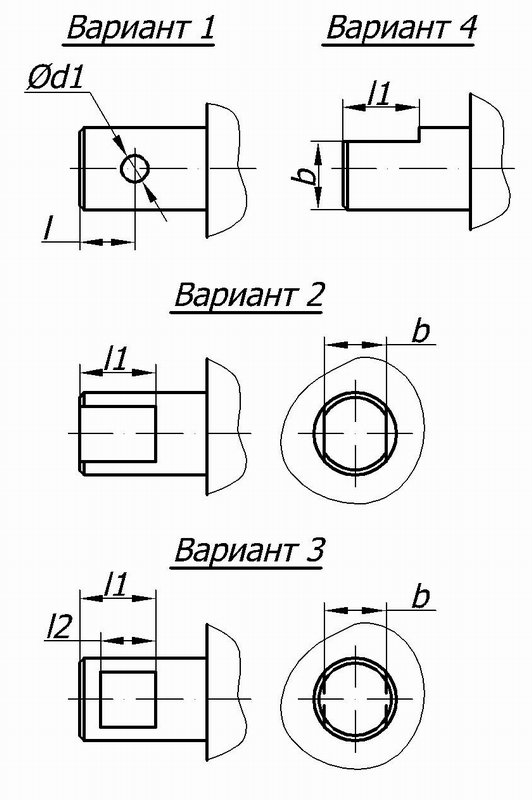 Вариант 1
Ød1
l
Вариант 4
l1
b
Вариант 2
l1
b
Вариант 3
l1
l2
b